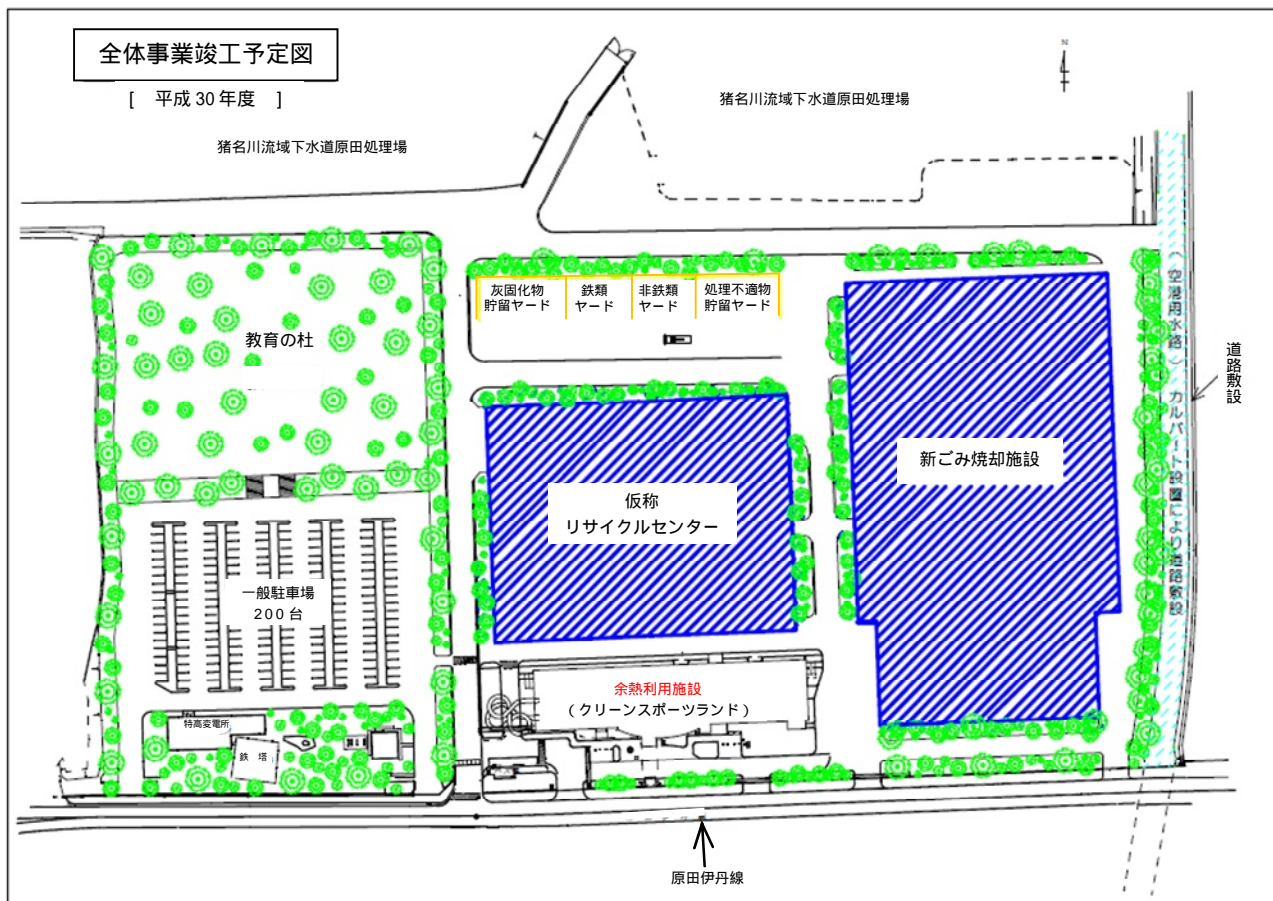 全体事業竣工予定図
[ 平成30年度 ]
N
猪名川流域下水道原田処理場
猪名川流域下水道原田処理場
灰固化物
貯留ヤード
鉄類
ヤード
非鉄類
ヤード
処理不適物
貯留ヤード
教育の杜
道路敷設
(空港用水路)カルバート設置により道路敷設
新ごみ焼却施設
仮称
リサイクルセンター
一般駐車場
200台
余熱利用施設
(クリーンスポーツランド)
特高変電所
鉄 塔
原田伊丹線